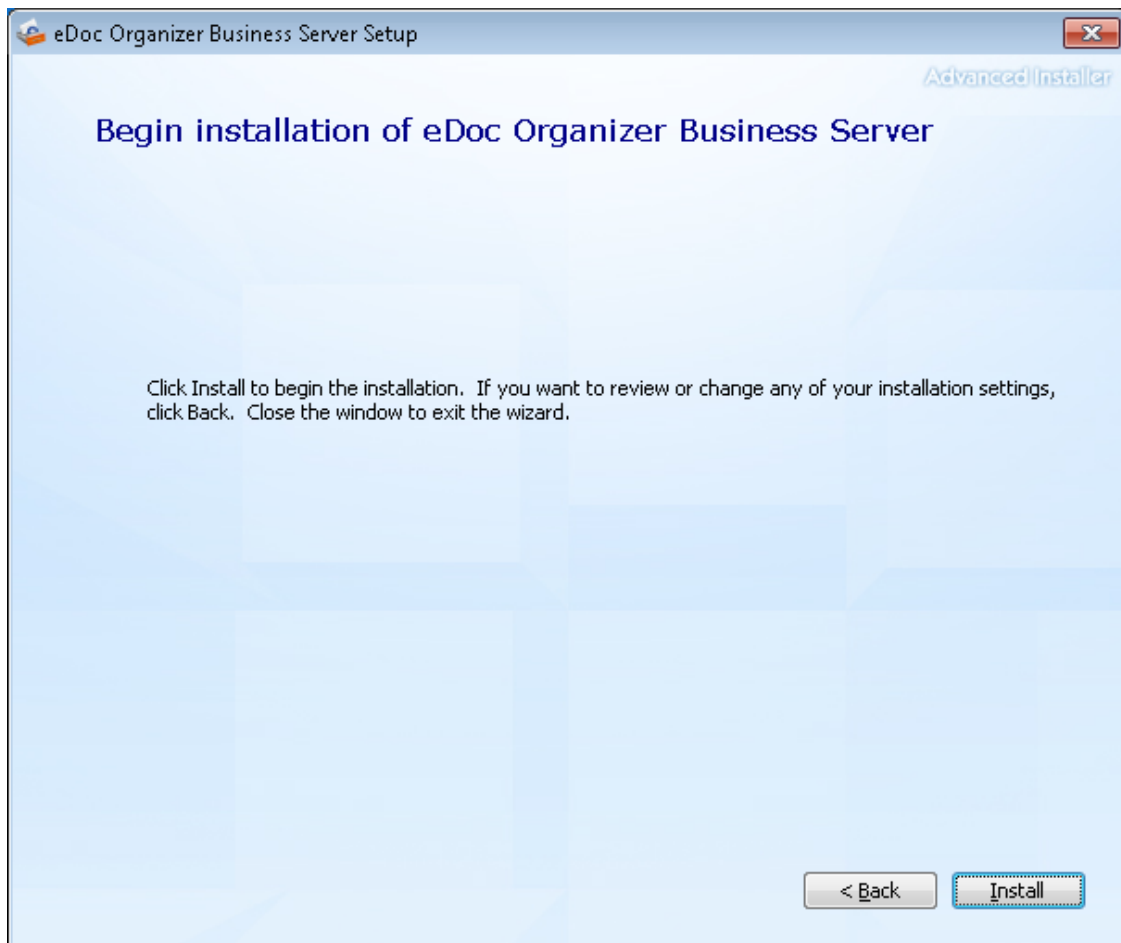 eDoc Organizer Business Server Setup
Advanced Installer
Begin installation of eDoc Organizer Business Server
Click Install to begin the installation.  If you want to review or change any of your installation settings,
click Back.  Close the window to exit the wizard.
< Back
Install